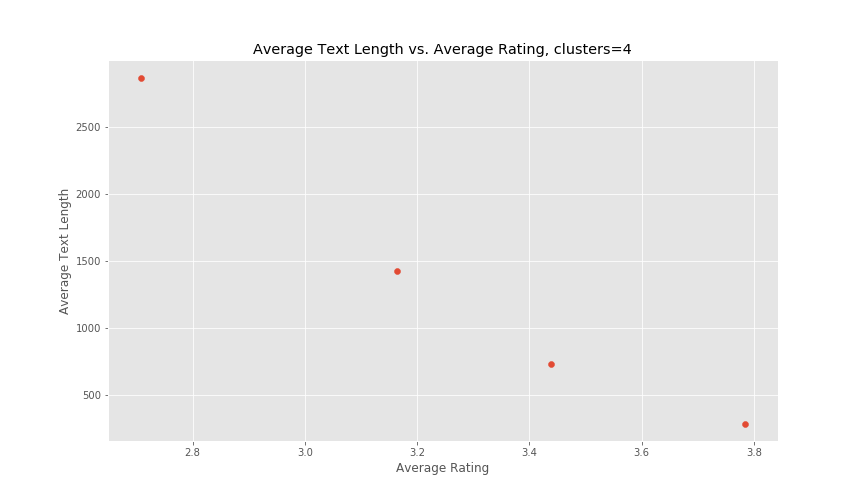 Average Text Length vs. Average Rating, clusters=4
2500
2000
1500
1000
500
Average Text Length
2.8 3.0 3.2 3.4 3.6 3.8
Average Rating